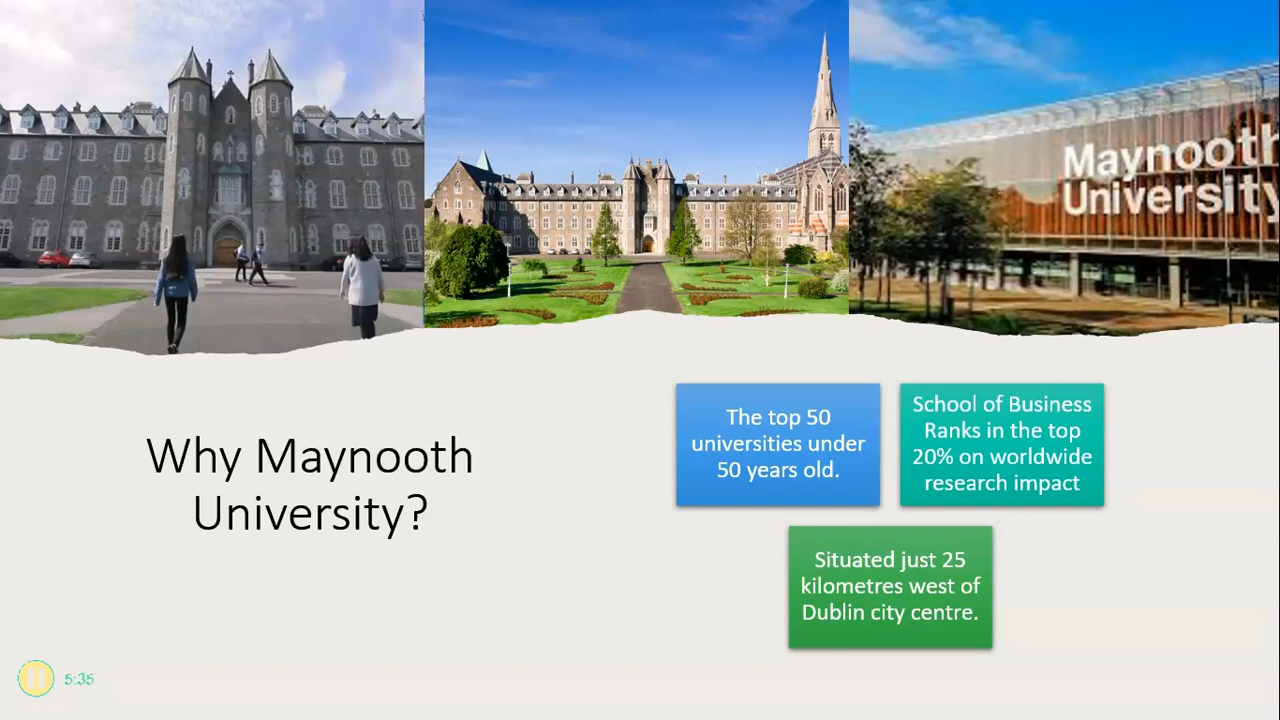 Maynooth
University
Why Maynooth
University?
The top 50
universities under
50 years old.
School of Business
Ranks in the top
20% on worldwide
research impact
Situated just 25
kilometres west of
Dublin city centre.
5:35